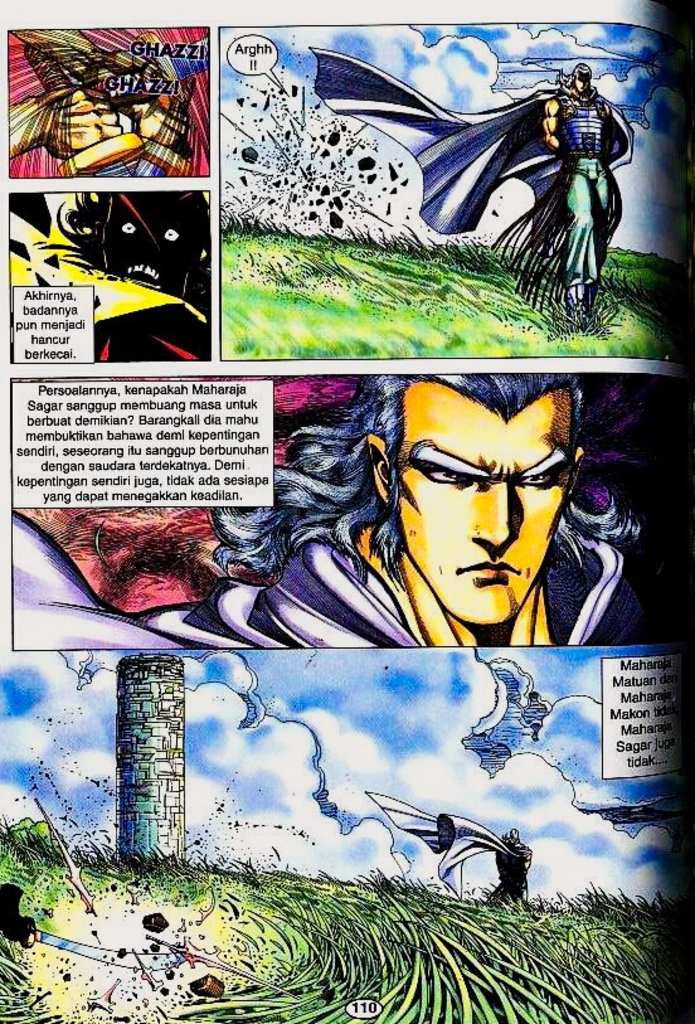 GHAZZI
GHAZZI
Arghh
!!
Akhirnya,
badannya
pun menjadi
hancur
berkecai.
Persoalannya, kenapakah Maharaja
Sagar sanggup membuang masa untuk
berbuat demikian? Barangkali dia mahu
membuktikan bahawa demi kepentingan
sendiri, seseorang itu sanggup berbunuhan
dengan saudara terdekatnya. Demi
kepentingan sendiri juga, tidak ada sesiapa
yang dapat menegakkan keadilan.
Maharaja
Matuan dan
Maharaja
Makon tidak,
Maharaja
Sagar juga
tidak...
110